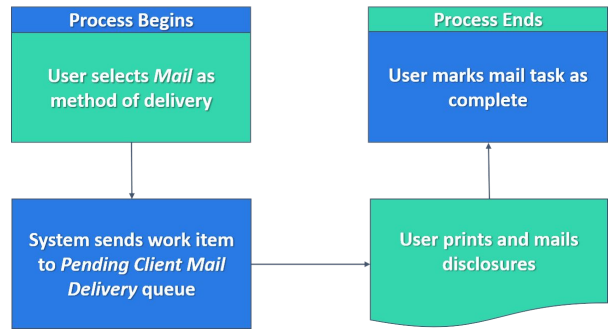 Process Begins
User selects Mail as
method of delivery
System sends work item
to Pending Client Mail
Delivery queue
User prints and mails
disclosures
Process Ends
User marks mail task as
complete